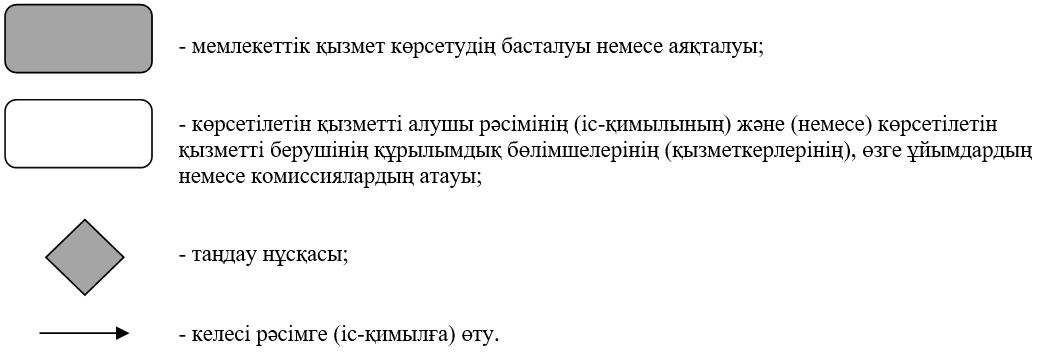 - мемлекеттік қызмет көрсетудің басталуы немесе аяқталуы;
- көрсетілетін қызметті алушы рәсімінің (іс-қимылының) және (немесе) көрсетілетін
қызметті берушінің құрылымдық бөлімшелерінің (қызметкерлерінің), өзге ұйымдардың
немесе комиссиялардың атауы;
- таңдау нұсқасы;
- келесі рәсімге (іс-қимылға) өту.